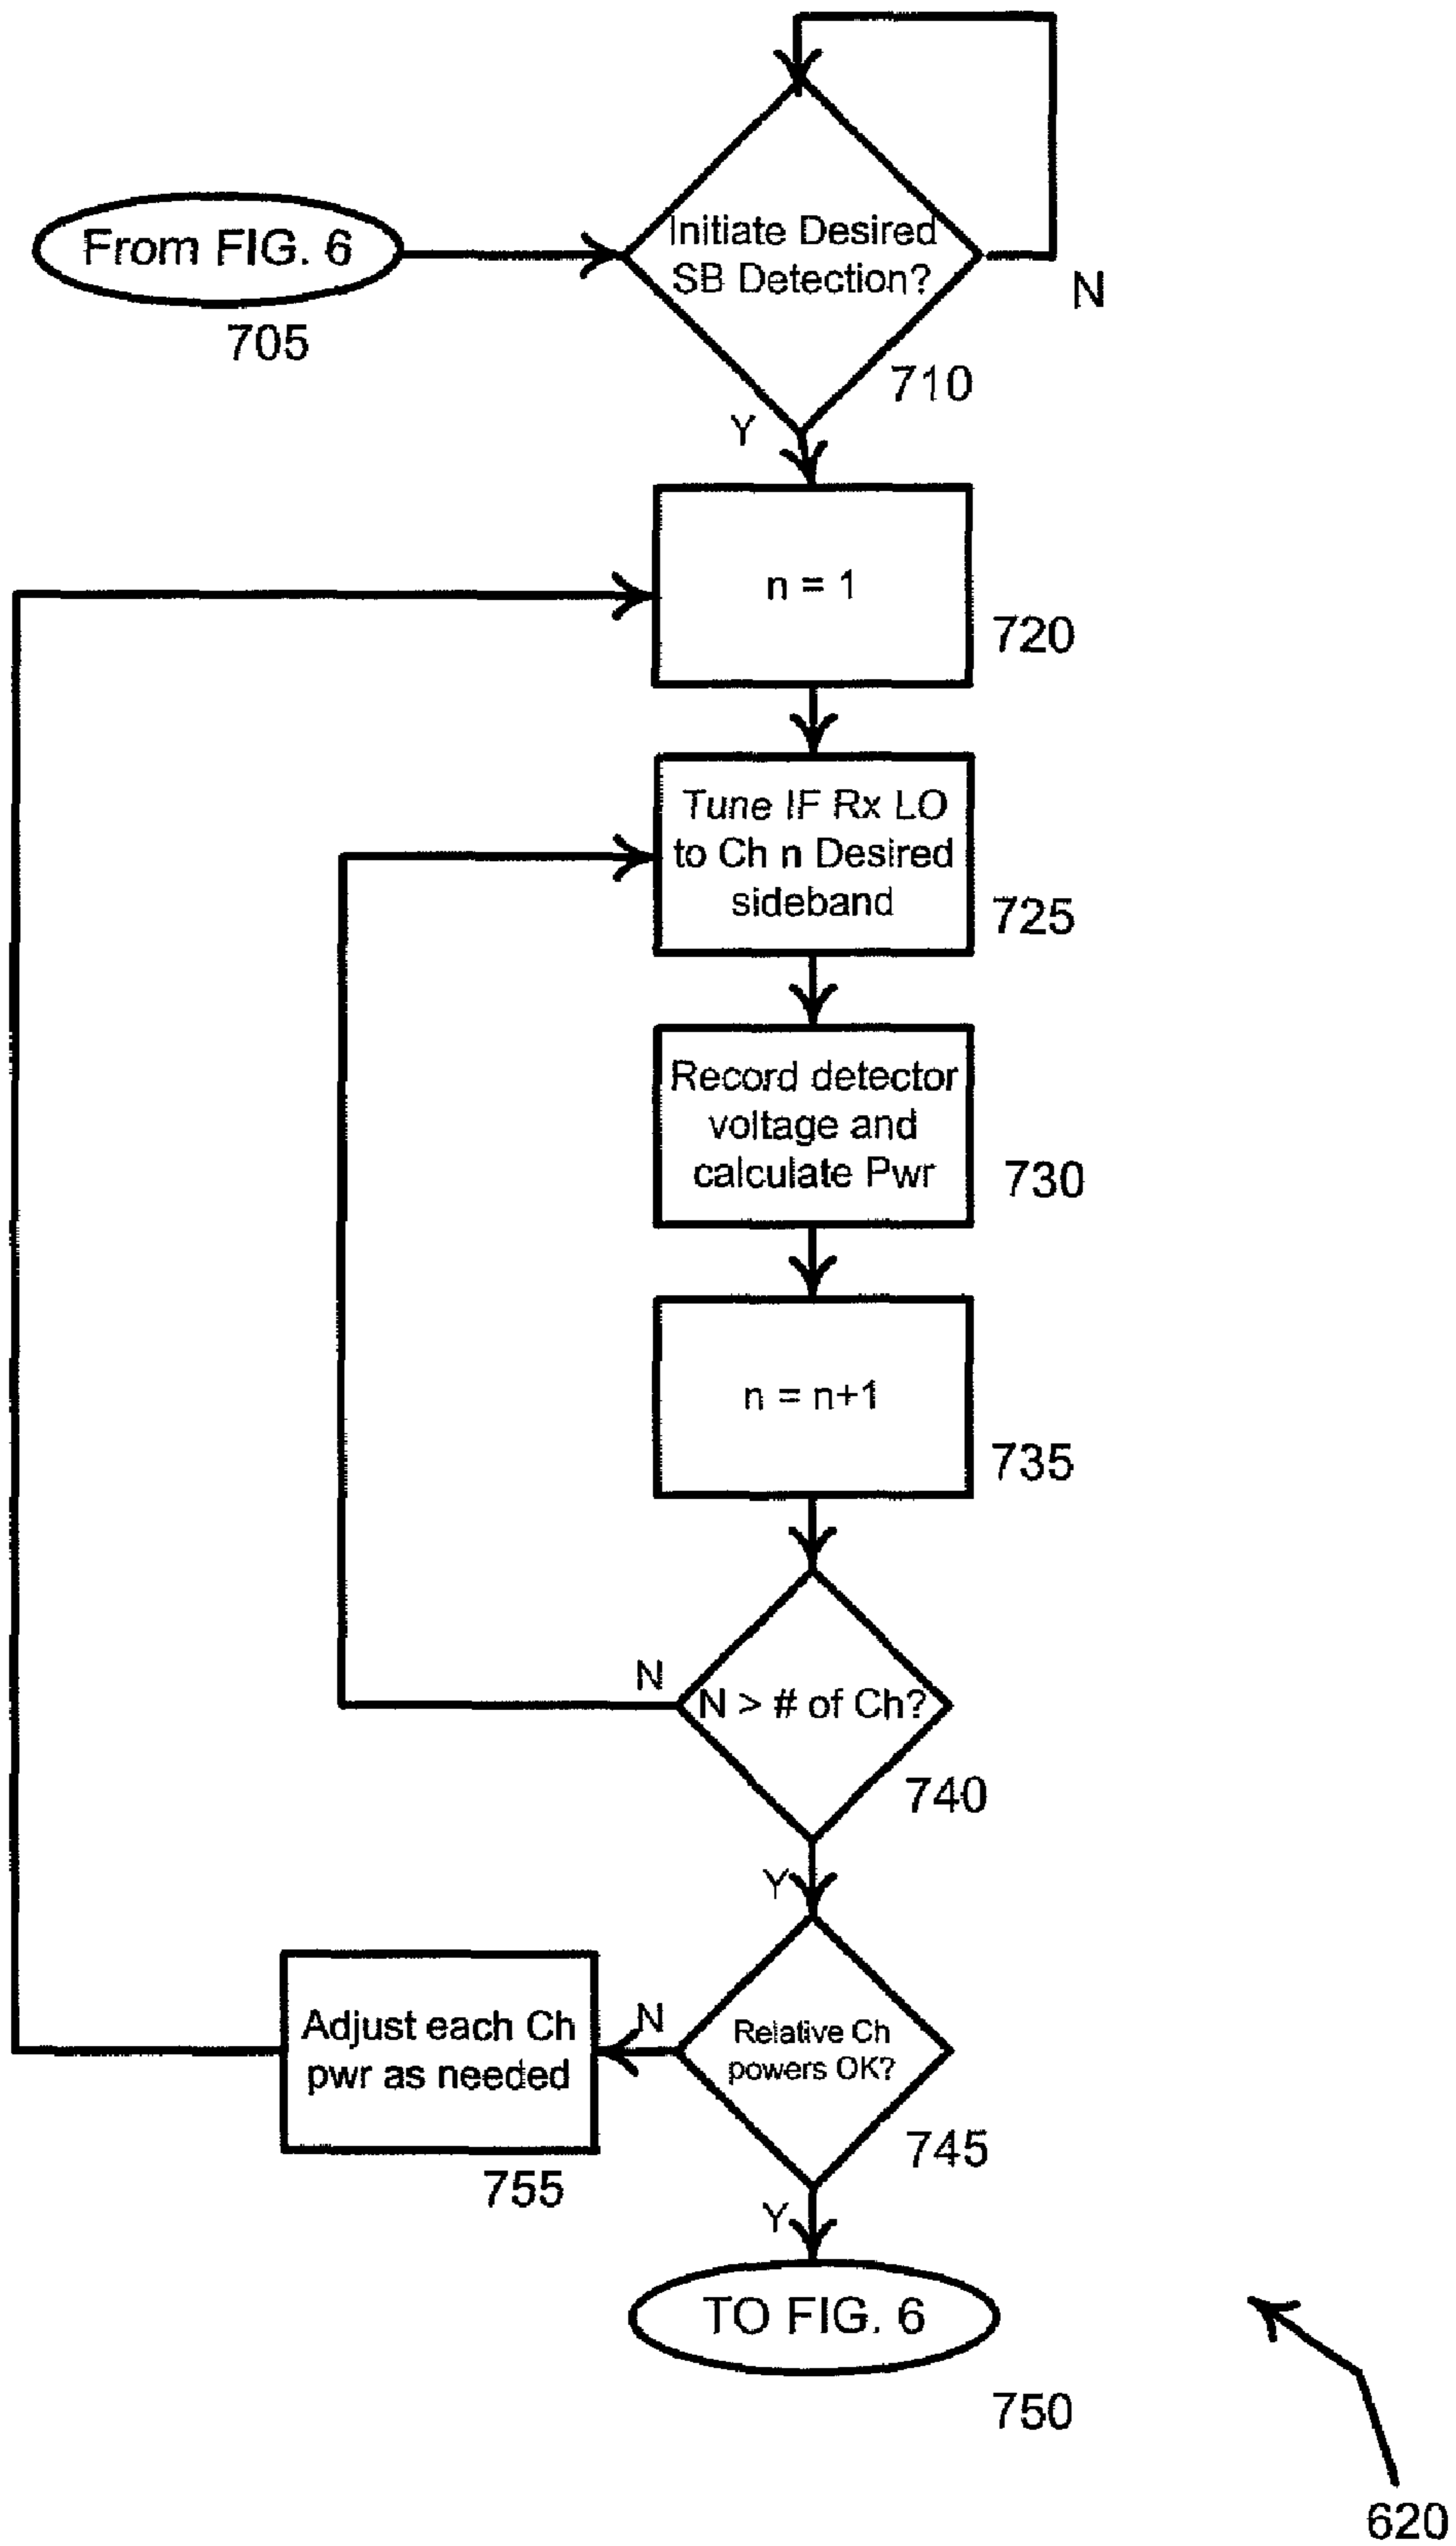 From FIG. 6
705
Initiate Desired
SB Detection?
N
710
Y
n = 1
720
Tune IF Rx LO
to Ch n Desired
sideband
725
Record detector
voltage and
calculate Pwr
730
n = n+1
735
N
N > # of Ch?
740
Y
Adjust each Ch
pwr as needed
755
N
Relative Ch
powers OK?
745
Y
TO FIG. 6
750
620